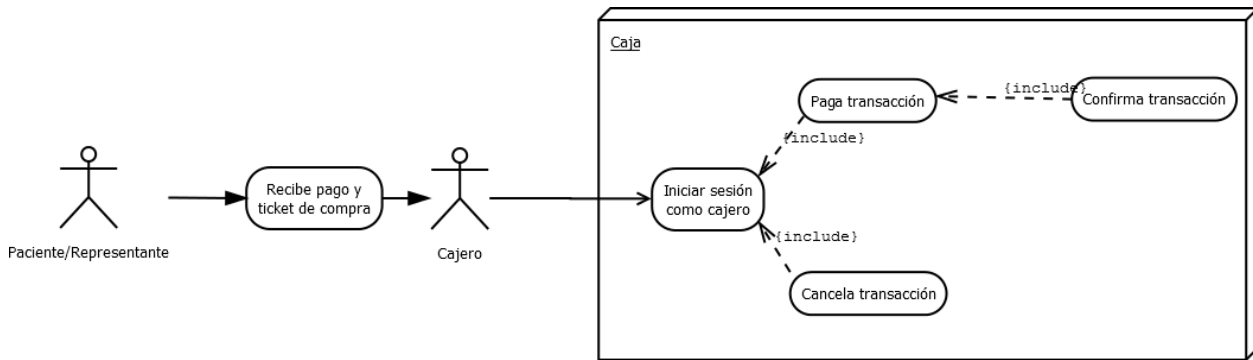 Caja
Paga transacción
{include}
Confirma transacción
{include}
Recibe pago y
ticket de compra
Iniciar sesión
como cajero
Paciente/Representante
Cajero
{include}
Cancela transacción